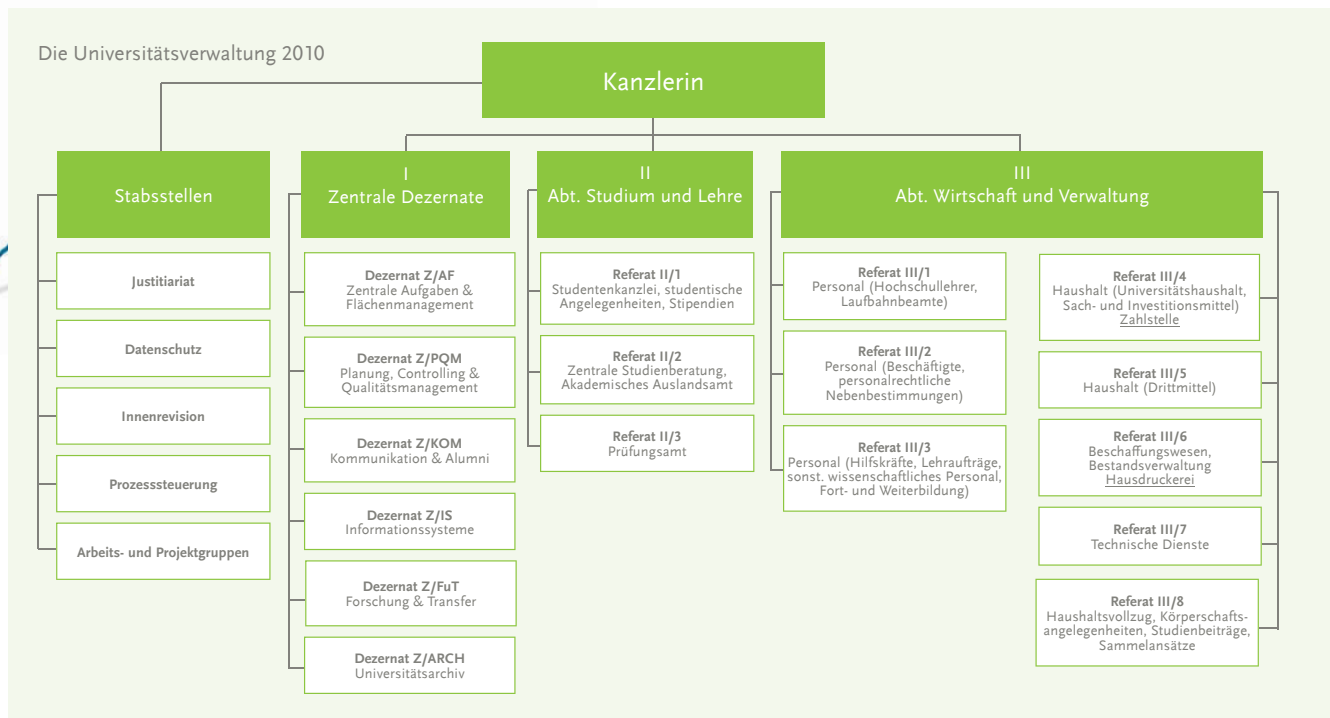 Die Universitätsverwaltung 2010
Kanzlerin
Stabsstellen
Justitiariat
Datenschutz
Innenrevision
Prozesssteuerung
Arbeits- und Projektgruppen
I
Zentrale Dezernate
Dezernat Z/AF
Zentrale Aufgaben &
Flächenmanagement
Dezernat Z/PQM
Planung, Controlling &
Qualitätsmanagement
Dezernat Z/KOM
Kommunikation & Alumni
Dezernat Z/IS
Informationssysteme
Dezernat Z/FuT
Forschung & Transfer
Dezernat Z/ARCH
Universitätsarchiv
II
Abt. Studium und Lehre
Referat II/1
Studentenkanzlei, studentische
Angelegenheiten, Stipendien
Referat II/2
Zentrale Studienberatung,
Akademisches Auslandsamt
Referat II/3
Prüfungsamt
III
Abt. Wirtschaft und Verwaltung
Referat III/1
Personal (Hochschullehrer,
Laufbahnbeamte)
Referat III/2
Personal (Beschäftigte,
personalrechtliche
Nebenbestimmungen)
Referat III/3
Personal (Hilfskräfte, Lehraufträge,
sonst. wissenschaftliches Personal,
Fort- und Weiterbildung)
Referat III/4
Haushalt (Universitätshaushalt,
Sach- und Investitionsmittel)
Zahlstelle
Referat III/5
Haushalt (Drittmittel)
Referat III/6
Beschaffungswesen,
Bestandsverwaltung
Hausdruckerei
Referat III/7
Technische Dienste
Referat III/8
Haushaltsvollzug, Körperschafts-
angelegenheiten, Studienbeiträge,
Sammelansätze